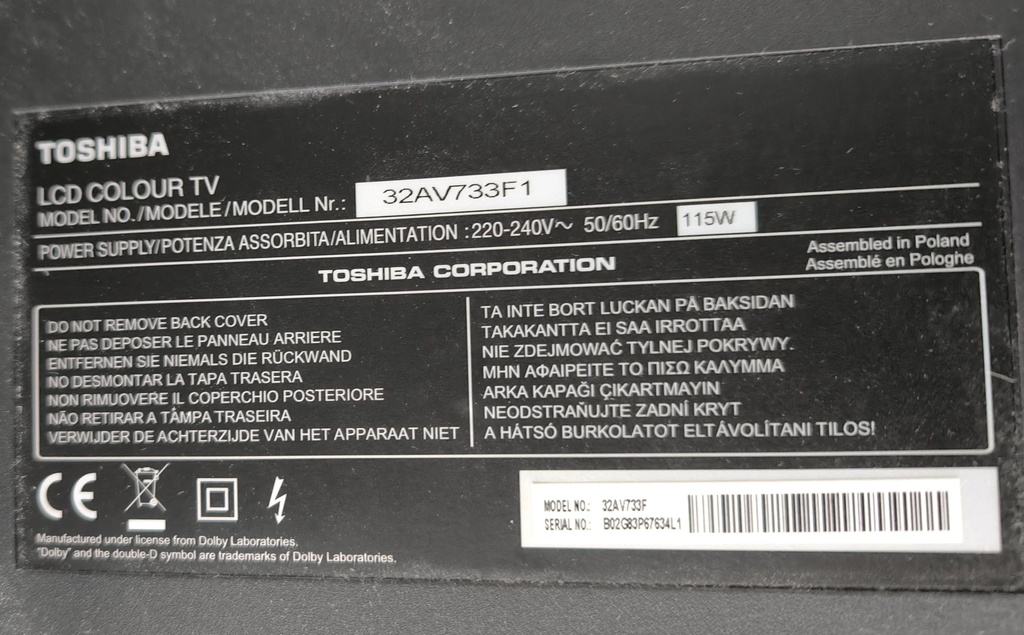 TOSHIBA
LCD COLOUR TV
MODEL NO./MODELE/MODELL Nr.: 32AV733F1
POWER SUPPLY/POTENZA ASSORBITA/ALIMENTATION :220-240V~ 50/60Hz 115W
TOSHIBA CORPORATION
Assembled in Poland
Assemblé en Pologhe
DO NOT REMOVE BACK COVER
NE PAS DEPOSER LE PANNEAU ARRIERE
ENTFERNEN SIE NIEMALS DIE RÜCKWAND
NO DESMONTAR LA TAPA TRASERA
NON RIMUOVERE IL COPERCHIO POSTERIORE
NÃO RETIRAR A TÁMPA TRASEIRA
VERWIJDER DE ACHTERZIJDE VAN HET APPARAAT NIET
TA INTE BORT LUCKAN PÅ BAKSIDAN
TAKAKANTTA EI SAA IRROTTAA
NIE ZDEJMOWAĆ TYLNEJ POKRYWY.
ΜΗΝ ΑΦΑΙΡΕΙΤΕ ΤΟ ΠΙΣΩ ΚΑΛΥΜΜΑ
ARKA KAPAĞI ÇIKARTMAYIN
NEODSTRAŇUJTE ZADNÍ KRYT
A HÁTSÓ BURKOLATOT ELTÁVOLÍTANI TILOS!
CE
Manufactured under license from Dolby Laboratories.
"Dolby" and the double-D symbol are trademarks of Dolby Laboratories.
MODEL NO.: 32AV733F
SERIAL NO.: B02G83P67634L1